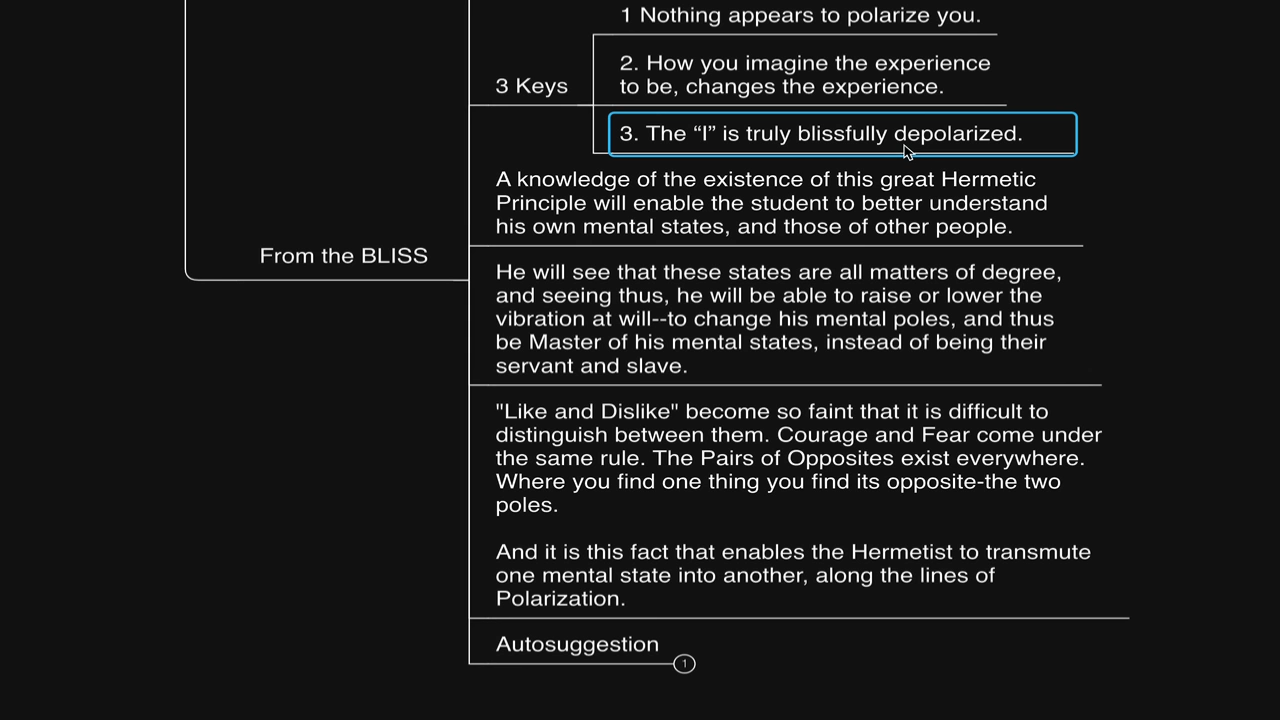 1 Nothing appears to polarize you.
3 Keys
2. How you imagine the experience
to be, changes the experience.
3. The “I” is truly blissfully depolarized.
From the BLISS
A knowledge of the existence of this great Hermetic
Principle will enable the student to better understand
his own mental states, and those of other people.
He will see that these states are all matters of degree,
and seeing thus, he will be able to raise or lower the
vibration at will--to change his mental poles, and thus
be Master of his mental states, instead of being their
servant and slave.
"Like and Dislike" become so faint that it is difficult to
distinguish between them. Courage and Fear come under
the same rule. The Pairs of Opposites exist everywhere.
Where you find one thing you find its opposite-the two
poles.
And it is this fact that enables the Hermetist to transmute
one mental state into another, along the lines of
Polarization.
Autosuggestion
1